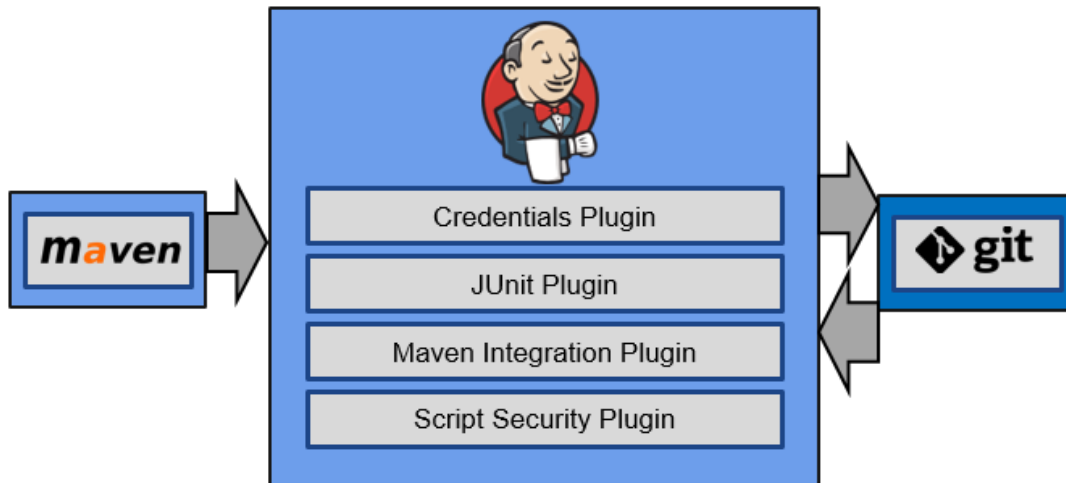 Credentials Plugin
maven
git
JUnit Plugin
Maven Integration Plugin
Script Security Plugin